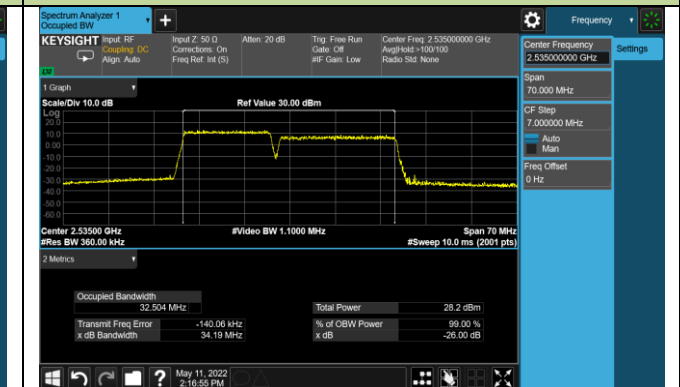 Spectrum Analyzer 1
Occupied BW
Frequency
KEYSIGHT
Input: RF
Coupling: DC
Align: Auto
Input Z: 50 Ω
Corrections: On
Freq Ref: Int (S)
Atten: 20 dB
Trig: Free Run
Gate: Off
#IF Gain: Low
Center Freq: 2.535000000 GHz
Avg|Hold:>100/100
Radio Std: None
Center Frequency
2.535000000 GHz
Settings
Span
70.000 MHz
CF Step
7.000000 MHz
Auto
Man
Freq Offset
0 Hz
1 Graph
Scale/Div 10.0 dB
Ref Value 30.00 dBm
Log
20.0
10.0
0.00
-10.0
-20.0
-30.0
-40.0
-50.0
-60.0
Center 2.53500 GHz
#Video BW 1.1000 MHz
Span 70 MHz
#Res BW 360.00 kHz
#Sweep 10.0 ms (2001 pts)
2 Metrics
Occupied Bandwidth
32.504 MHz
Total Power
28.2 dBm
Transmit Freq Error
-140.06 kHz
% of OBW Power
99.00 %
x dB Bandwidth
34.19 MHz
x dB
-26.00 dB
?
May 11, 2022
2:16:55 PM